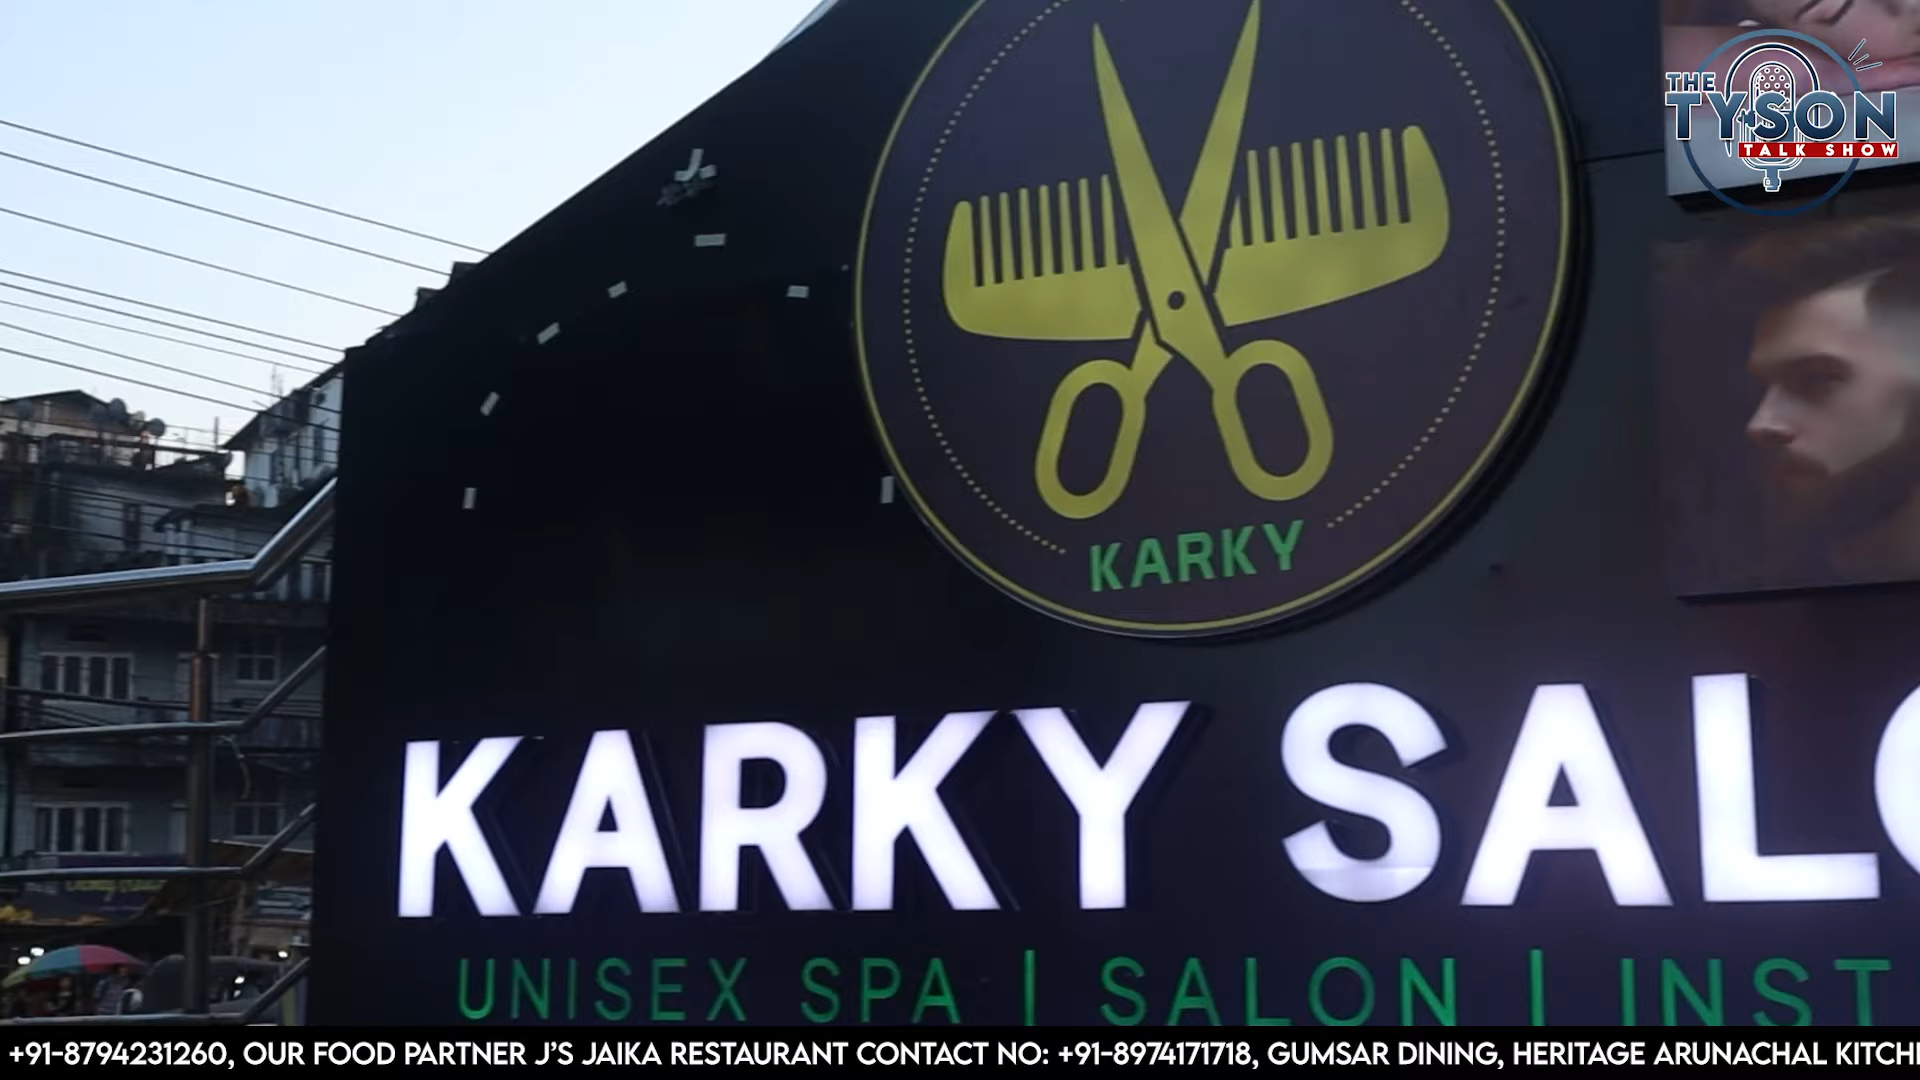 THE
TYSON
TALK SHOW
KARKY
KARKY SALO
UNISEX SPA | SALON | INST
+91-8794231260, OUR FOOD PARTNER J'S JAIKA RESTAURANT CONTACT NO: +91-8974171718, GUMSAR DINING, HERITAGE ARUNACHAL KITCH